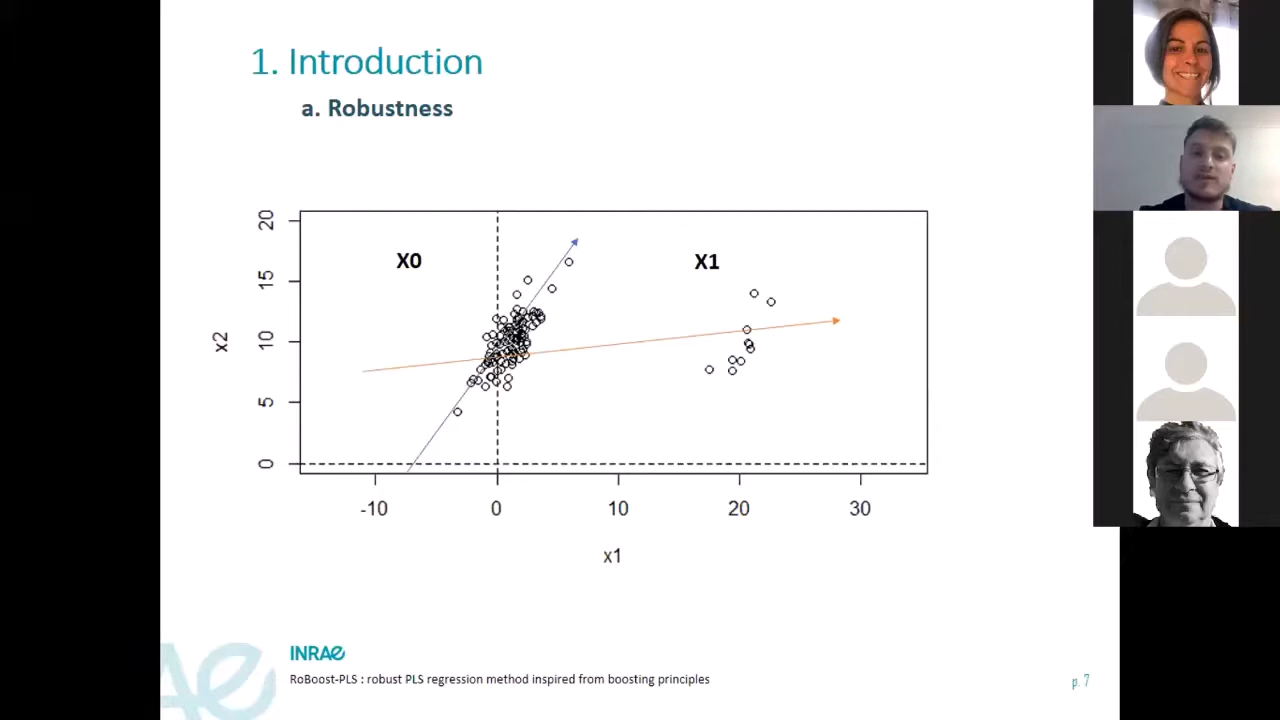 1. Introduction
a. Robustness
X0
X1
20
15
10
5
0
x2
-10
0
10
20
30
x1
INRAE
RoBoost-PLS : robust PLS regression method inspired from boosting principles
p. 7